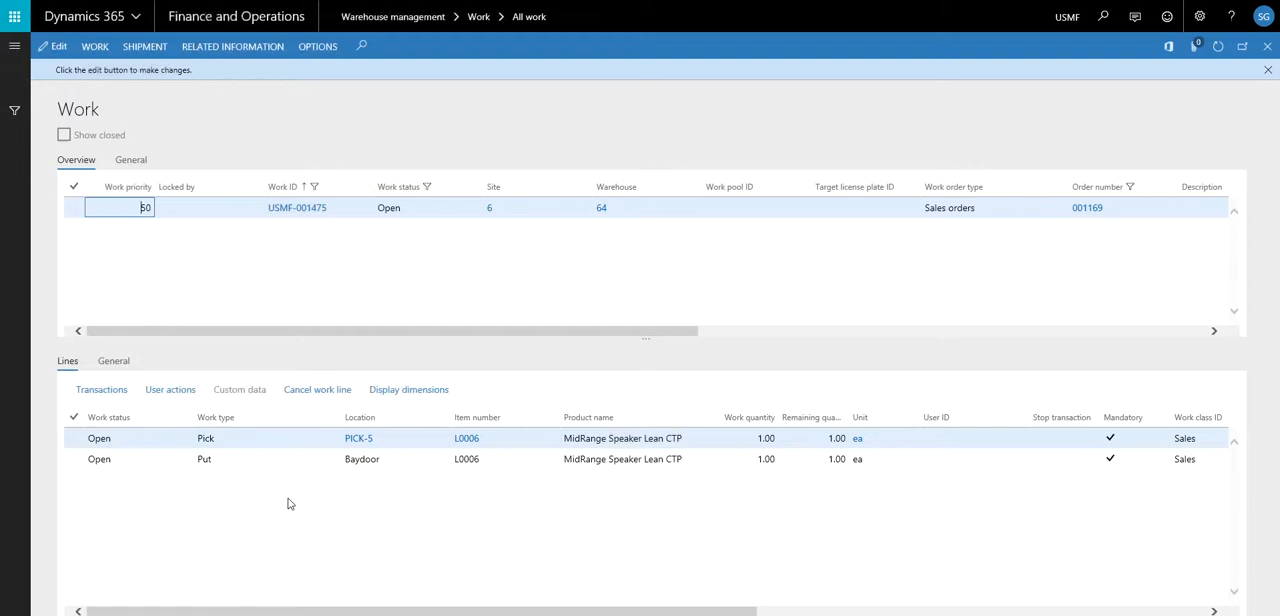 Dynamics 365 Finance and Operations Warehouse management Work All work USMF ? SG
Edit WORK SHIPMENT RELATED INFORMATION OPTIONS 0
Click the edit button to make changes.
Work
Show closed
Overview General
Work priority Locked by Work ID Work status Site Warehouse Work pool ID Target license plate ID Work order type Order number Description
50 USMF-001475 Open 6 64 Sales orders 001169
Lines General
Transactions User actions Custom data Cancel work line Display dimensions
Work status Work type Location Item number Product name Work quantity Remaining qua... Unit User ID Stop transaction Mandatory Work class ID
Open Pick PICK-5 L0006 MidRange Speaker Lean CTP 1.00 1.00 ea Sales
Open Put Baydoor L0006 MidRange Speaker Lean CTP 1.00 1.00 ea Sales